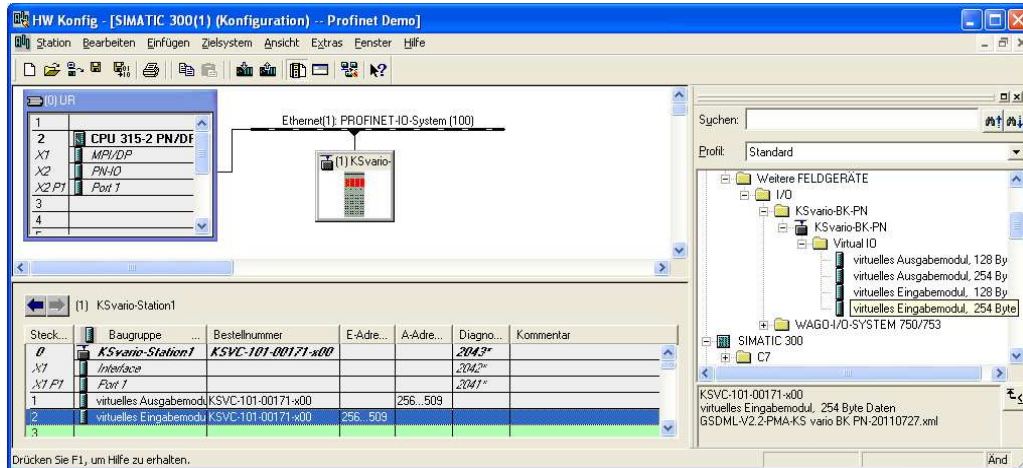 HW Konfig - [SIMATIC 300(1) (Konfiguration) -- Profinet Demo]
Station Bearbeiten Einfügen Zielsystem Ansicht Extras Fenster Hilfe
(0) UR
1
2 CPU 315-2 PN/DP
X1 MPI/DP
X2 PN-IO
X2 P1 Port 1
3
4
Ethernet(1): PROFINET-IO-System (100)
(1) KSvario-
Suchen:
Profil: Standard
Weitere FELDGERÄTE
I/O
KSvario-BK-PN
KSvario-BK-PN
Virtual IO
virtuelles Ausgabemodul, 128 By
virtuelles Ausgabemodul, 254 By
virtuelles Eingabemodul, 128 By
virtuelles Eingabemodul, 254 Byte
WAGO-I/O-SYSTEM 750/753
SIMATIC 300
C7
KSVC-101-00171-x00
virtuelles Eingabemodul, 254 Byte Daten
GSDML-V2.2-PMA-KS vario BK PN-20110727.xml
(1) KSvario-Station1
Steck... Baugruppe ... Bestellnummer E-Adre... A-Adre... Diagno... Kommentar
0 KSvario-Station1 KSVC-101-00171-x00 2043*
X1 Interface 2042*
X1 P1 Port 1 2041*
1 virtuelles Ausgabemodu KSVC-101-00171-x00 256...509
2 virtuelles Eingabemodu KSVC-101-00171-x00 256...509
3
Drücken Sie F1, um Hilfe zu erhalten.
Änd